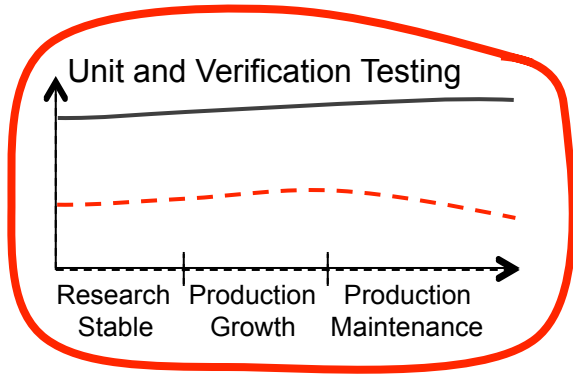 Unit and Verification Testing
Research Production Production
Stable Growth Maintenance